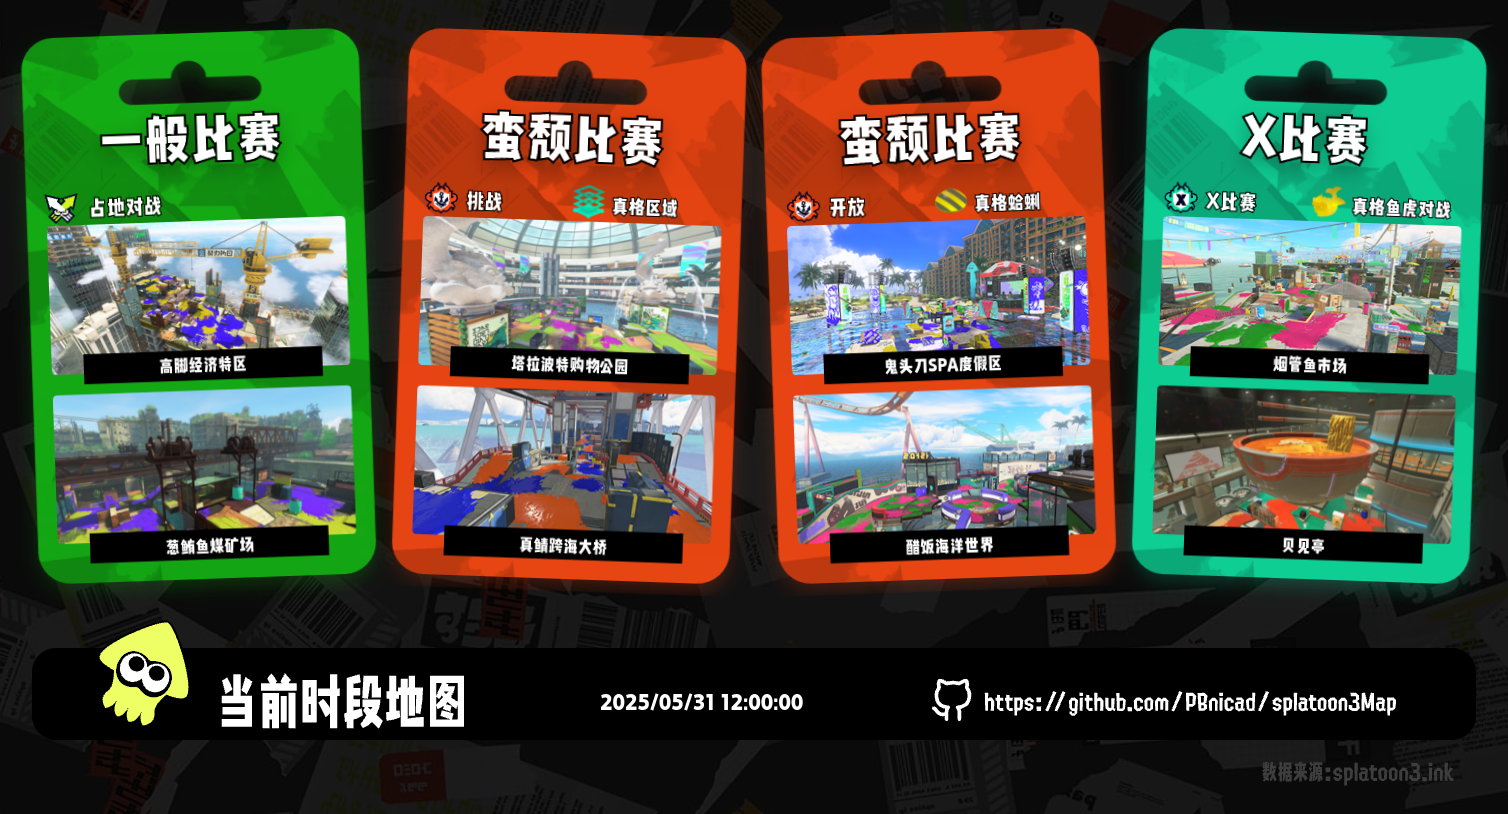 一般比赛
占地对战
高脚经济特区
葱鲔鱼煤矿场
蛮颓比赛
挑战
真格区域
塔拉波特购物公园
真鲭跨海大桥
蛮颓比赛
开放
真格蛤蜊
鬼头刀SPA度假区
醋饭海洋世界
X比赛
X比赛
真格鱼虎对战
烟管鱼市场
贝见亭
当前时段地图
2025/05/31 12:00:00
https://github.com/PBnicad/splatoon3Map
数据来源:splatoon3.ink